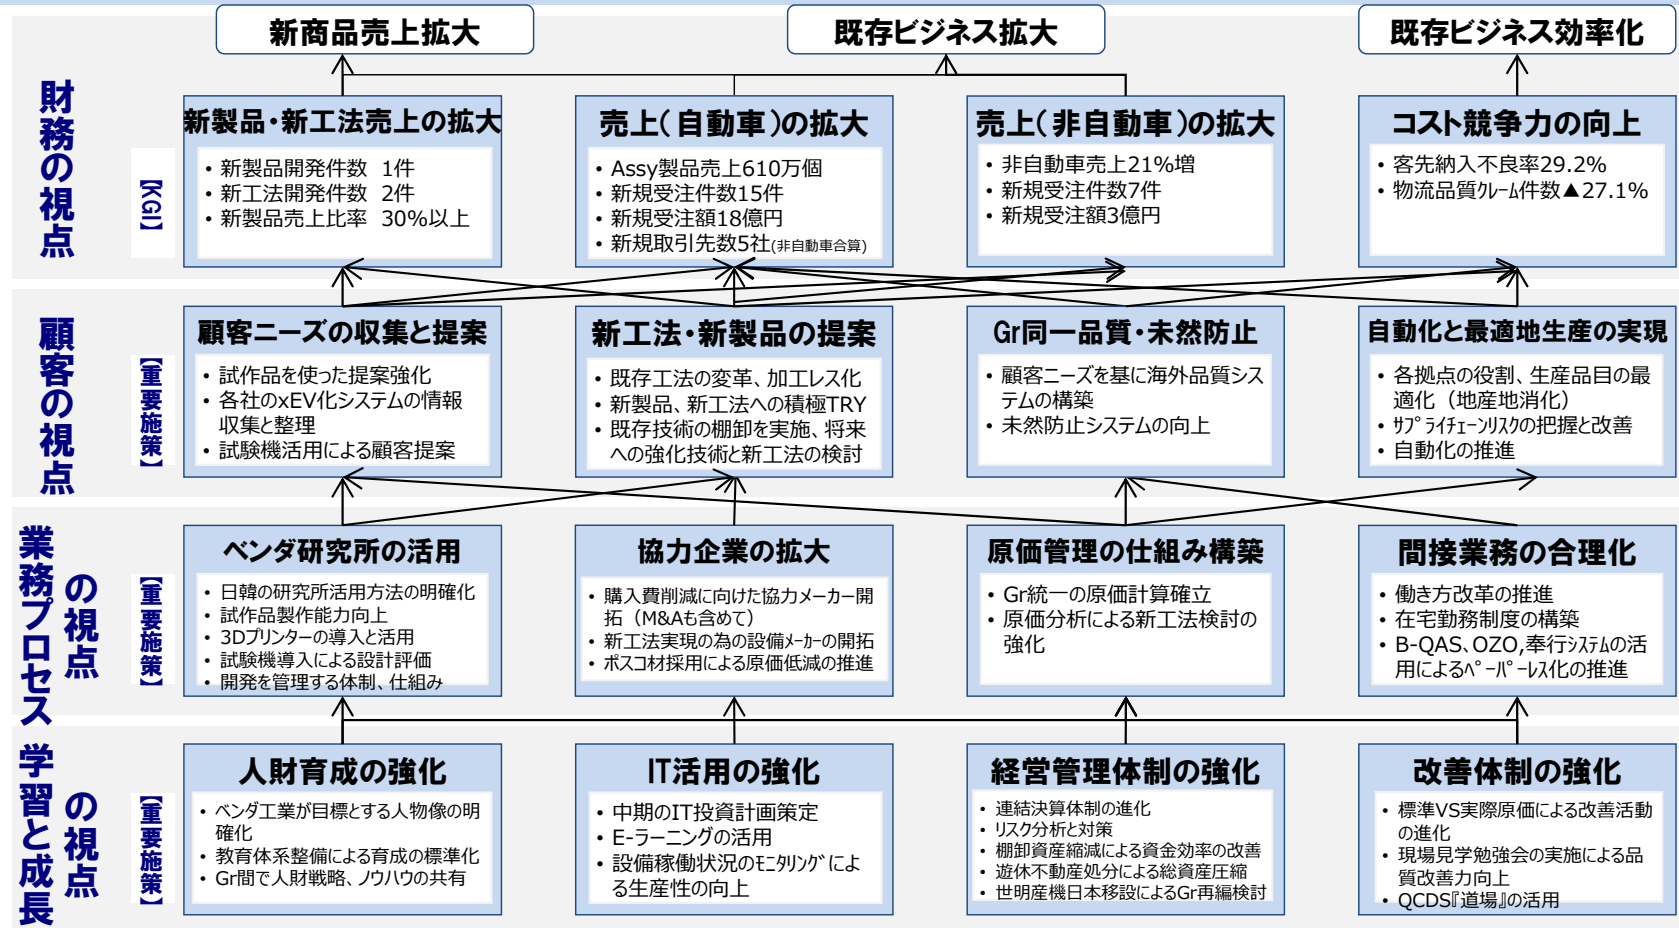 新商品売上拡大
既存ビジネス拡大
既存ビジネス効率化
財務の視点
【KGI】
新製品・新工法売上の拡大
• 新製品開発件数 1件
• 新工法開発件数 2件
• 新製品売上比率 30%以上
売上(自動車)の拡大
• Assy製品売上610万個
• 新規受注件数15件
• 新規受注額18億円
• 新規取引先数5社(非自動車合算)
売上(非自動車)の拡大
• 非自動車売上21%増
• 新規受注件数7件
• 新規受注額3億円
コスト競争力の向上
• 客先納入不良率29.2%
• 物流品質ｸﾚｰﾑ件数▲27.1%
顧客の視点
【重要施策】
顧客ニーズの収集と提案
• 試作品を使った提案強化
• 各社のxEV化システムの情報
収集と整理
• 試験機活用による顧客提案
新工法・新製品の提案
• 既存工法の変革、加工レス化
• 新製品、新工法への積極TRY
• 既存技術の棚卸を実施、将来
への強化技術と新工法の検討
Gr同一品質・未然防止
• 顧客ニーズを基に海外品質シス
テムの構築
• 未然防止システムの向上
自動化と最適地生産の実現
• 各拠点の役割、生産品目の最
適化（地産地消化）
• ｻﾌﾟﾗｲﾁｪｰﾝﾘｽｸの把握と改善
• 自動化の推進
業務プロセス
の視点
【重要施策】
ベンダ研究所の活用
• 日韓の研究所活用方法の明確化
• 試作品製作能力向上
• 3Dプリンターの導入と活用
• 試験機導入による設計評価
• 開発を管理する体制、仕組み
協力企業の拡大
• 購入費削減に向けた協力メーカー開
拓（M&Aも含めて）
• 新工法実現の為の設備ﾒｰｶｰの開拓
• ポスコ材採用による原価低減の推進
原価管理の仕組み構築
• Gr統一の原価計算確立
• 原価分析による新工法検討の
強化
間接業務の合理化
• 働き方改革の推進
• 在宅勤務制度の構築
• B-QAS、OZO,奉行ｼｽﾃﾑの活
用によるﾍﾟｰﾊﾟｰﾚｽ化の推進
学習と成長
の視点
【重要施策】
人財育成の強化
• ベンダ工業が目標とする人物像の明
確化
• 教育体系整備による育成の標準化
• Gr間で人財戦略、ノウハウの共有
IT活用の強化
• 中期のIT投資計画策定
• E-ラーニングの活用
• 設備稼働状況のﾓﾆﾀﾘﾝｸﾞによ
る生産性の向上
経営管理体制の強化
• 連結決算体制の進化
• ﾘｽｸ分析と対策
• 棚卸資産縮減による資金効率の改善
• 遊休不動産処分による総資産圧縮
• 世明産機日本移設によるGr再編検討
改善体制の強化
• 標準VS実際原価による改善活動
の進化
• 現場見学勉強会の実施による品
質改善力向上
• QCDS『道場』の活用